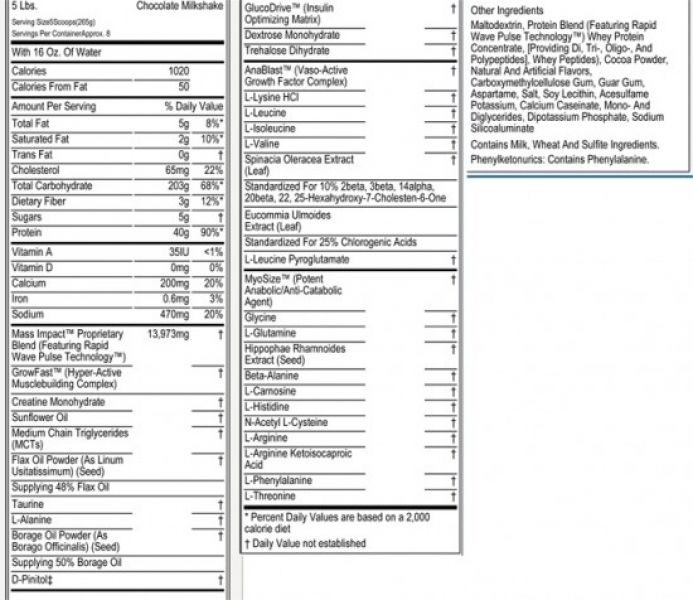 5 Lbs. Chocolate Milkshake
Serving Size5Scoops(265g)
Servings Per ContainerApprox. 8
With 16 Oz. Of Water
Calories 1020
Calories From Fat 50
Amount Per Serving % Daily Value
Total Fat 5g 8%*
Saturated Fat 2g 10%*
Trans Fat 0g †
Cholesterol 65mg 22%
Total Carbohydrate 203g 68%*
Dietary Fiber 3g 12%*
Sugars 5g †
Protein 40g 90%*
Vitamin A 35IU <1%
Vitamin D 0mg 0%
Calcium 200mg 20%
Iron 0.6mg 3%
Sodium 470mg 20%
Mass Impact™ Proprietary 13,973mg †
Blend (Featuring Rapid
Wave Pulse Technology™)
GrowFast™ (Hyper-Active †
Musclebuilding Complex)
Creatine Monohydrate †
Sunflower Oil †
Medium Chain Triglycerides †
(MCTs)
Flax Oil Powder (As Linum †
Usitatissimum) (Seed)
Supplying 48% Flax Oil
Taurine †
L-Alanine †
Borage Oil Powder (As †
Borago Officinalis) (Seed)
Supplying 50% Borage Oil
D-Pinitol‡ †
GlucoDrive™ (Insulin †
Optimizing Matrix)
Dextrose Monohydrate †
Trehalose Dihydrate †
AnaBlast™ (Vaso-Active †
Growth Factor Complex)
L-Lysine HCl †
L-Leucine †
L-Isoleucine †
L-Valine †
Spinacia Oleracea Extract †
(Leaf)
Standardized For 10% 2beta, 3beta, 14alpha,
20beta, 22, 25-Hexahydroxy-7-Cholesten-6-One
Eucommia Ulmoides
Extract (Leaf)
Standardized For 25% Chlorogenic Acids
L-Leucine Pyroglutamate †
MyoSize™ (Potent †
Anabolic/Anti-Catabolic
Agent)
Glycine †
L-Glutamine †
Hippophae Rhamnoides †
Extract (Seed)
Beta-Alanine †
L-Carnosine †
L-Histidine †
N-Acetyl L-Cysteine †
L-Arginine †
L-Arginine Ketoisocaproic †
Acid
L-Phenylalanine †
L-Threonine †
* Percent Daily Values are based on a 2,000
calorie diet
† Daily Value not established
Other Ingredients
Maltodextrin, Protein Blend (Featuring Rapid
Wave Pulse Technology™) Whey Protein
Concentrate, [Providing Di, Tri-, Oligo-, And
Polypeptides], Whey Peptides), Cocoa Powder,
Natural And Artificial Flavors,
Carboxymethylcellulose Gum, Guar Gum,
Aspartame, Salt, Soy Lecithin, Acesulfame
Potassium, Calcium Caseinate, Mono- And
Diglycerides, Dipotassium Phosphate, Sodium
Silicoaluminate
Contains Milk, Wheat And Sulfite Ingredients.
Phenylketonurics: Contains Phenylalanine.